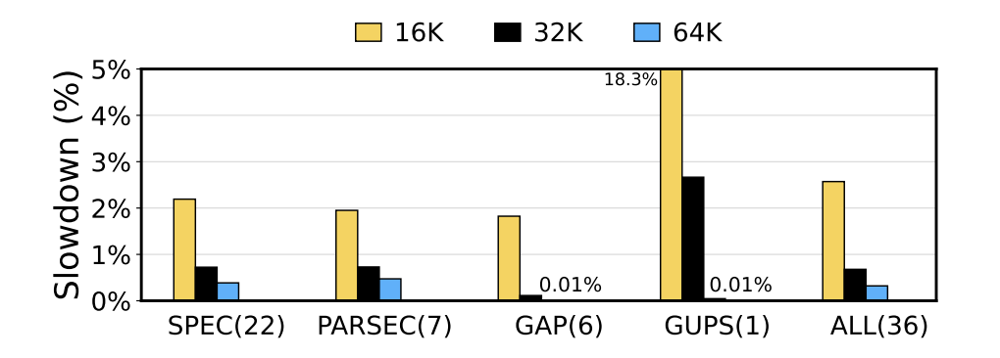 16K 32K 64K
Slowdown (%)
5%
18.3%
4%
3%
2%
1%
0.01% 0.01%
0%
SPEC(22) PARSEC(7) GAP(6) GUPS(1) ALL(36)